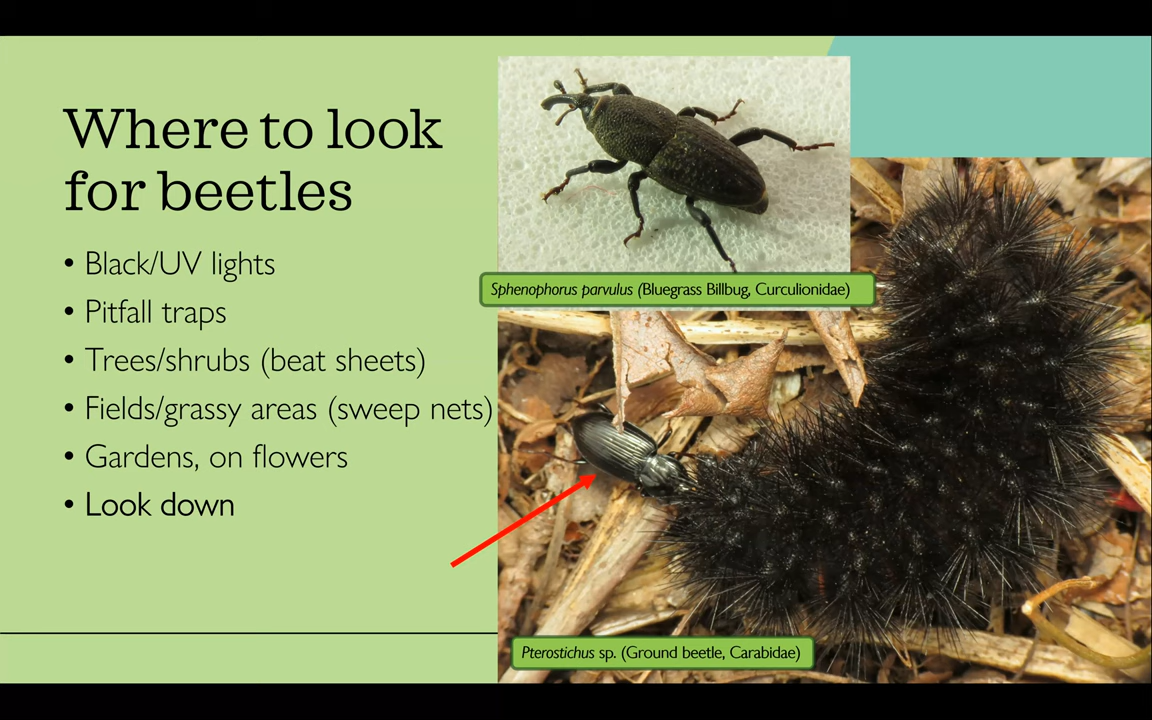 Where to look
for beetles
• Black/UV lights
• Pitfall traps
• Trees/shrubs (beat sheets)
• Fields/grassy areas (sweep nets)
• Gardens, on flowers
• Look down
Sphenophorus parvulus (Bluegrass Billbug, Curculionidae)
Pterostichus sp. (Ground beetle, Carabidae)